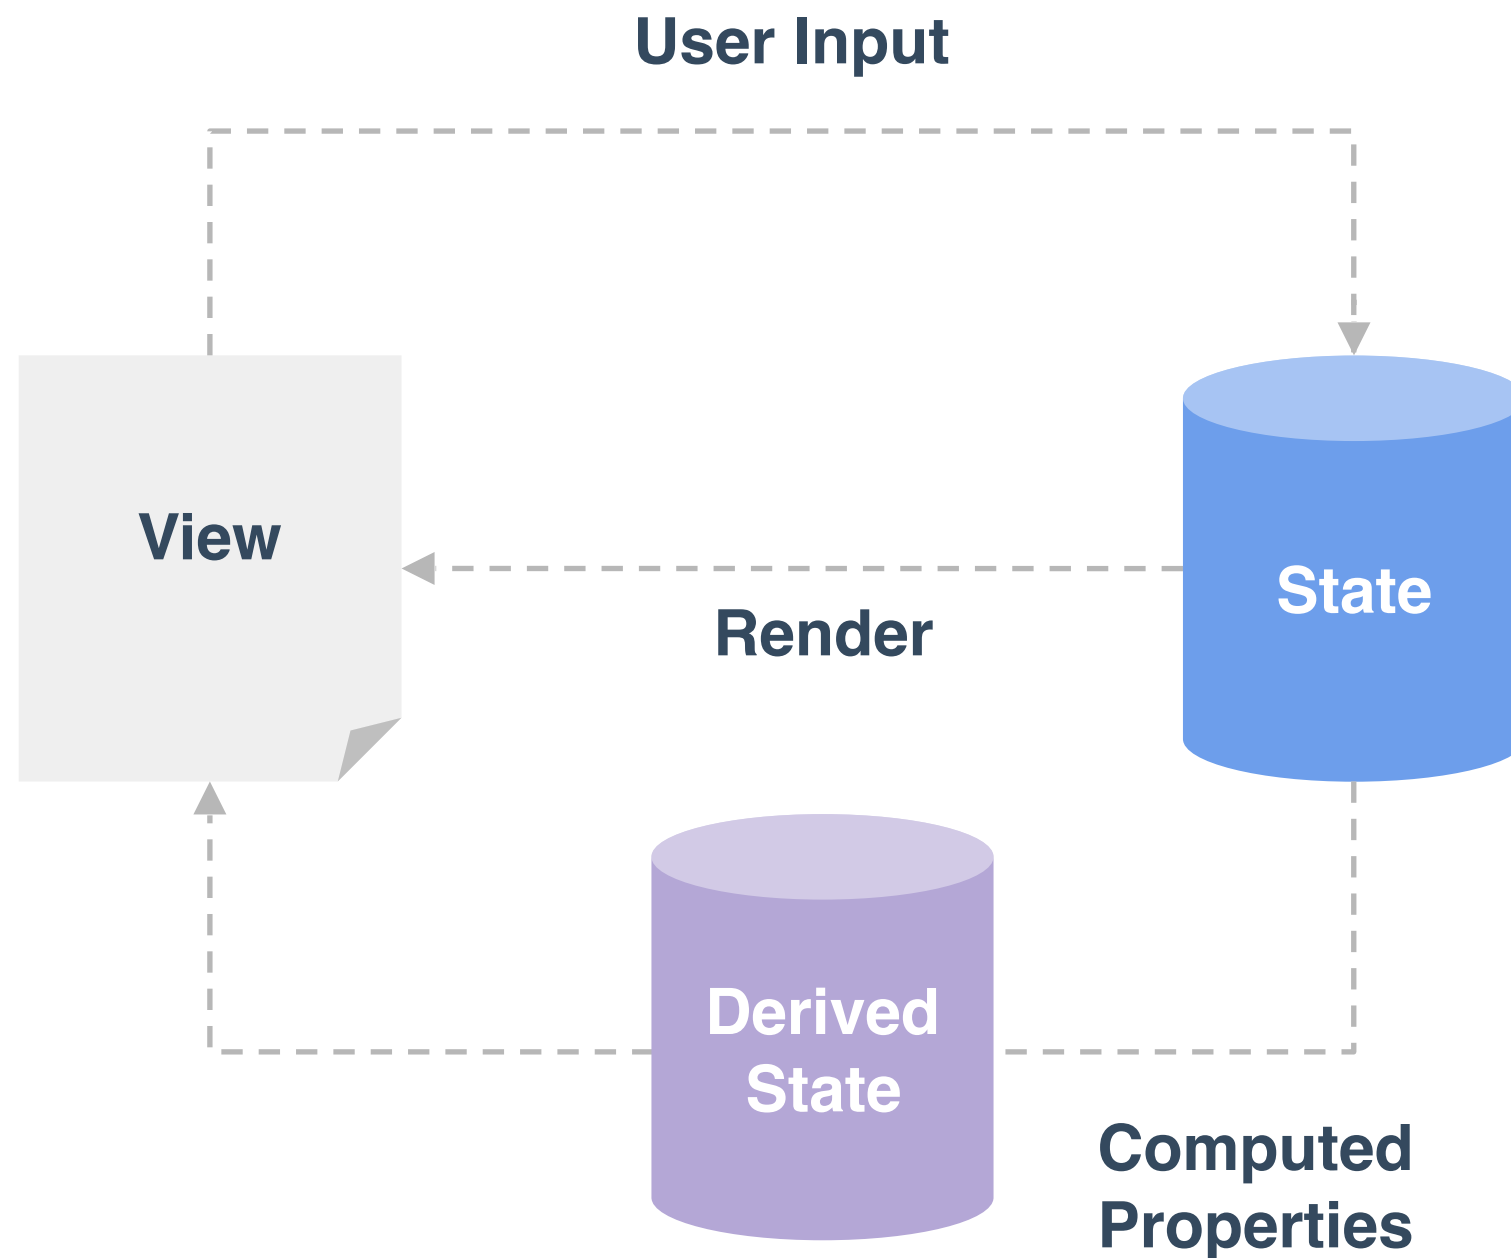 User Input
View
State
Render
Derived
State
Computed
Properties